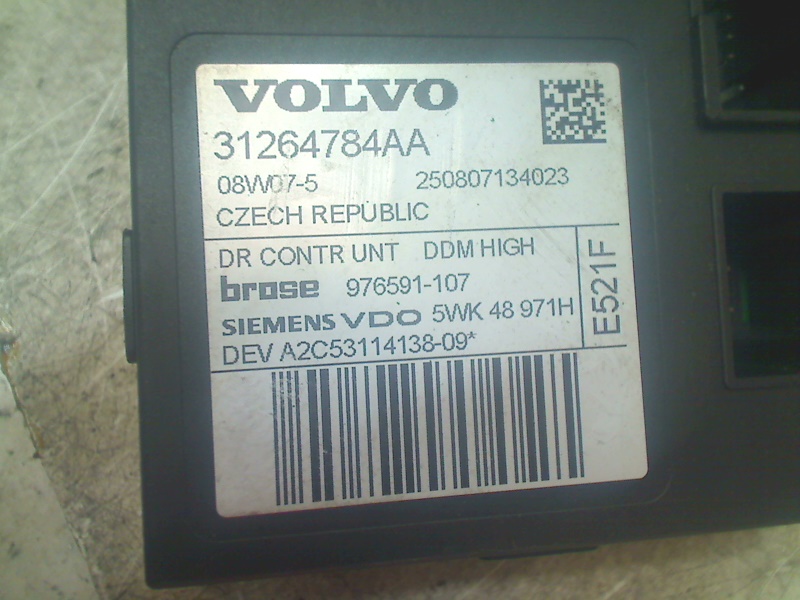 VOLVO
31264784AA
08W07-5 250807134023
CZECH REPUBLIC
DR CONTR UNT DDM HIGH
brose 976591-107
SIEMENS VDO 5WK 48 971H
DEV A2C53114138-09*
E521F